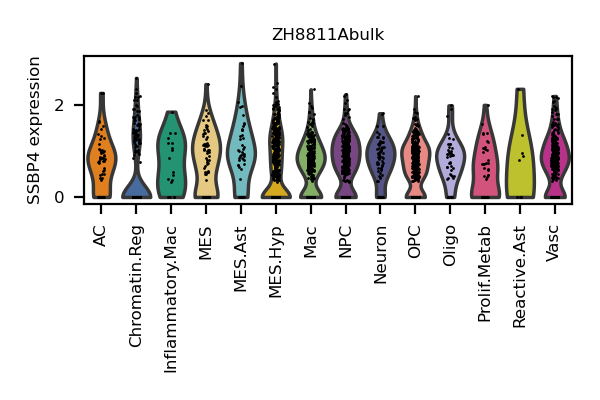 ZH8811Abulk
SSBP4 expression
2
0
AC
Chromatin.Reg
Inflammatory.Mac
MES
MES.Ast
MES.Hyp
Mac
NPC
Neuron
OPC
Oligo
Prolif.Metab
Reactive.Ast
Vasc